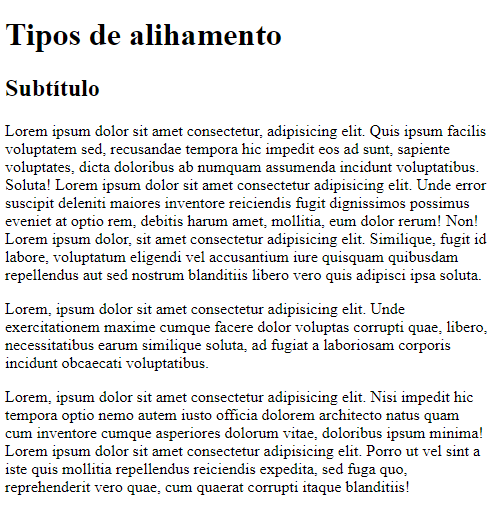 Tipos de alihamento
Subtítulo
Lorem ipsum dolor sit amet consectetur, adipisicing elit. Quis ipsum facilis
voluptatem sed, recusandae tempora hic impedit eos ad sunt, sapiente
voluptates, dicta doloribus ab numquam assumenda incidunt voluptatibus.
Soluta! Lorem ipsum dolor sit amet consectetur adipisicing elit. Unde error
suscipit deleniti maiores inventore reiciendis fugit dignissimos possimus
eveniet at optio rem, debitis harum amet, mollitia, eum dolor rerum! Non!
Lorem ipsum dolor, sit amet consectetur adipisicing elit. Similique, fugit id
labore, voluptatum eligendi vel accusantium iure quisquam quibusdam
repellendus aut sed nostrum blanditiis libero vero quis adipisci ipsa soluta.
Lorem, ipsum dolor sit amet consectetur adipisicing elit. Unde
exercitationem maxime cumque facere dolor voluptas corrupti quae, libero,
necessitatibus earum similique soluta, ad fugiat a laboriosam corporis
incidunt obcaecati voluptatibus.
Lorem, ipsum dolor sit amet consectetur adipisicing elit. Nisi impedit hic
tempora optio nemo autem iusto officia dolorem architecto natus quam
cum inventore cumque asperiores dolorum vitae, doloribus ipsum minima!
Lorem ipsum dolor sit amet consectetur adipisicing elit. Porro ut vel sint a
iste quis mollitia repellendus reiciendis expedita, sed fuga quo,
reprehenderit vero quae, cum quaerat corrupti itaque blanditiis!